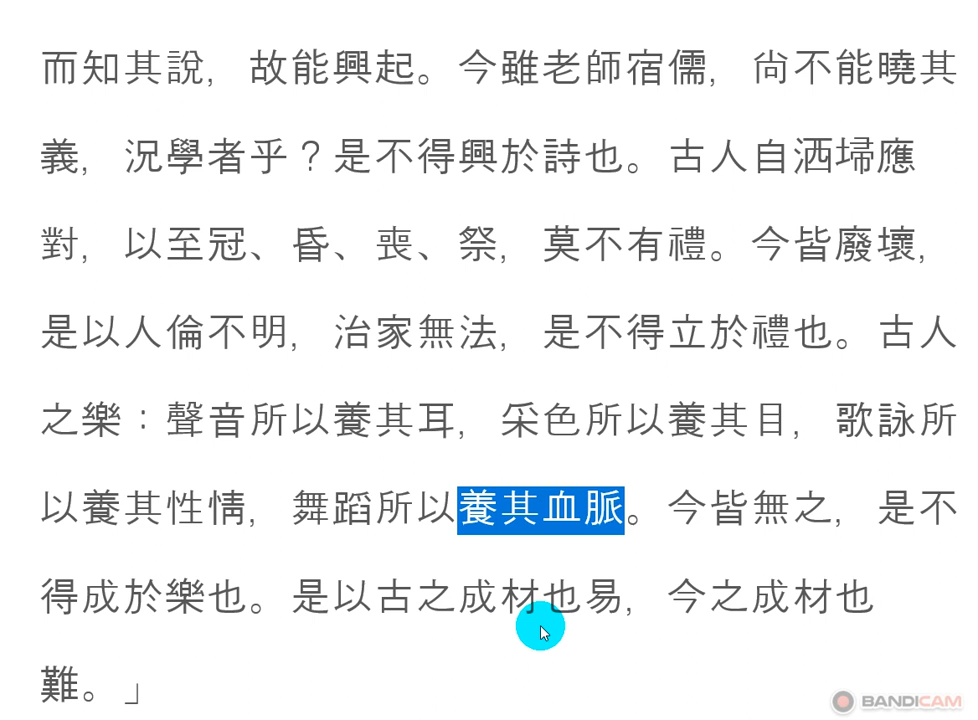 而知其說，故能興起。今雖老師宿儒，尚不能曉其
義，況學者乎？是不得興於詩也。古人自洒埽應
對，以至冠、昏、喪、祭，莫不有禮。今皆廢壞，
是以人倫不明，治家無法，是不得立於禮也。古人
之樂：聲音所以養其耳，采色所以養其目，歌詠所
以養其性情，舞蹈所以養其血脈。今皆無之，是不
得成於樂也。是以古之成材也易，今之成材也
難。」
BANDICAM